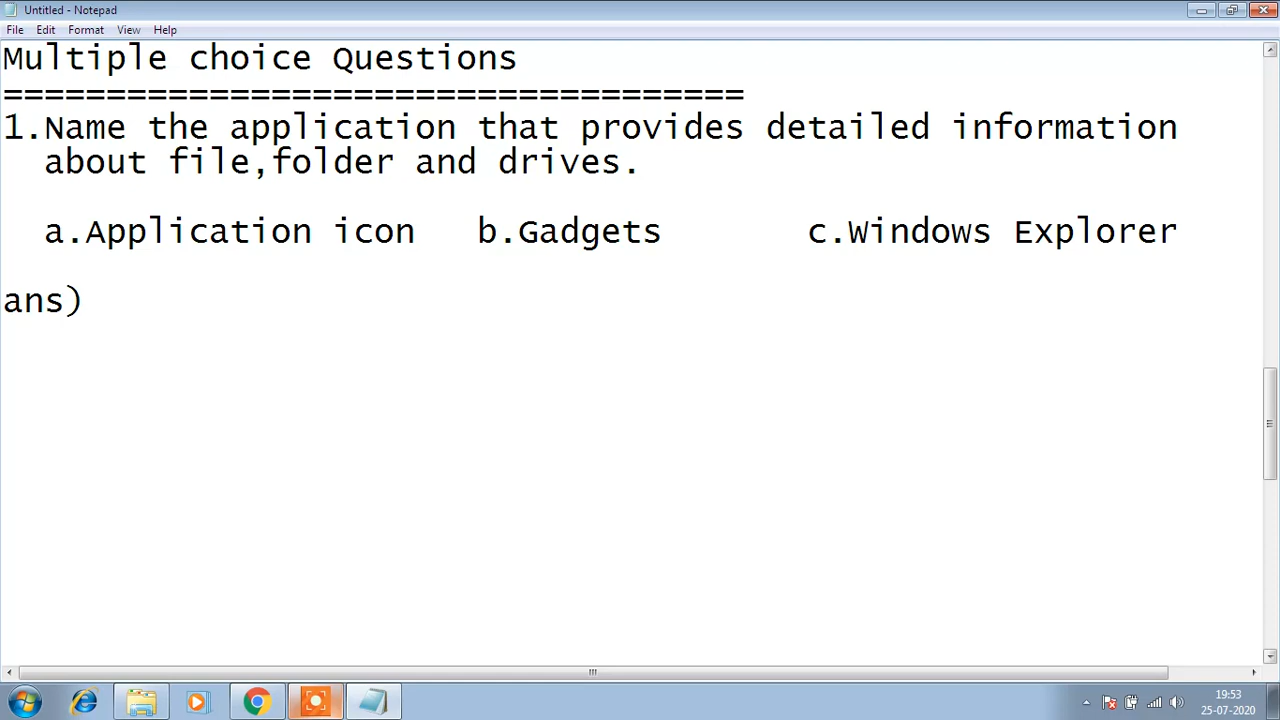 Untitled - Notepad
File Edit Format View Help
Multiple choice Questions
====================================
1.Name the application that provides detailed information
about file,folder and drives.
a.Application icon b.Gadgets c.Windows Explorer
ans)
19:53
25-07-2020